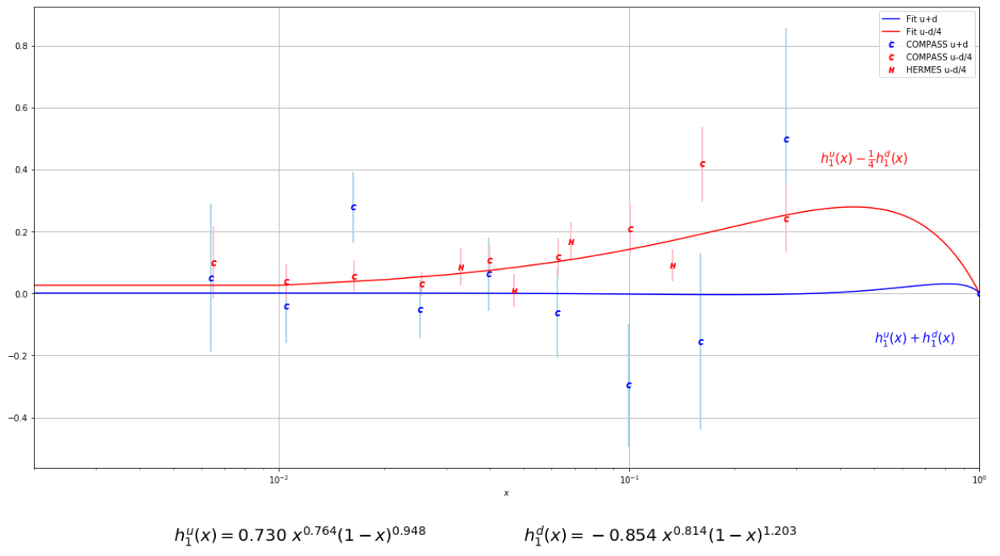 Fit u+d
Fit u-d/4
COMPASS u+d
COMPASS u-d/4
HERMES u-d/4
0.8
0.6
0.4
0.2
0.0
−0.2
−0.4
h₁ᵘ(x) − ¼h₁ᵈ(x)
h₁ᵘ(x) + h₁ᵈ(x)
10⁻² 10⁻¹ 10⁰
x
h₁ᵘ(x) = 0.730 x⁰·⁷⁶⁴(1 − x)⁰·⁹⁴⁸ h₁ᵈ(x) = −0.854 x⁰·⁸¹⁴(1 − x)¹·²⁰³